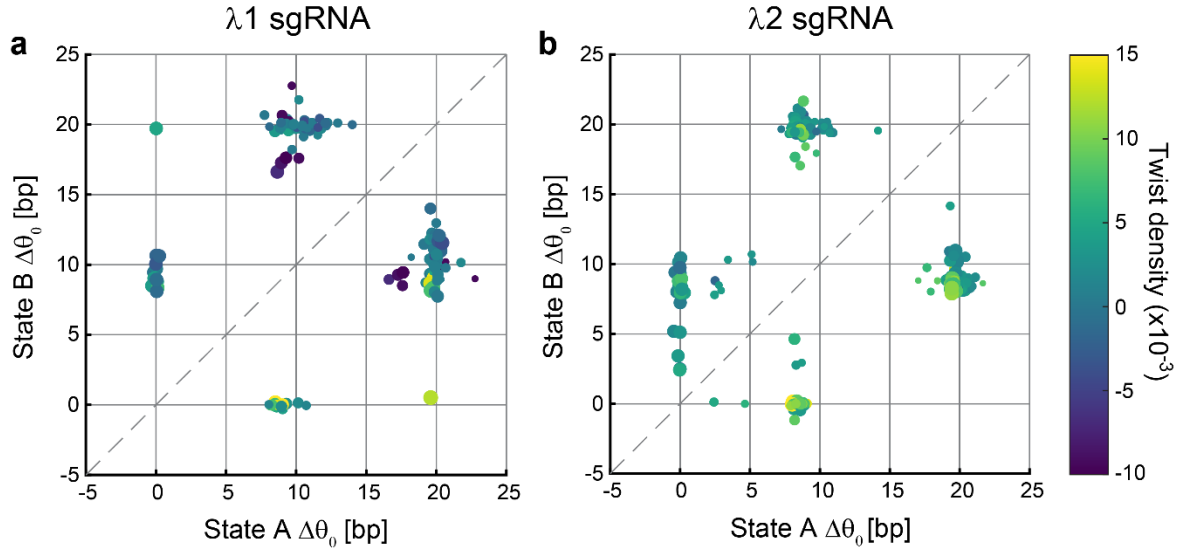 λ1 sgRNA
λ2 sgRNA
a
b
25
20
15
10
5
0
-5
-5 0 5 10 15 20 25
State B Δθ₀ [bp]
State A Δθ₀ [bp]
25
20
15
10
5
0
-5
-5 0 5 10 15 20 25
State B Δθ₀ [bp]
State A Δθ₀ [bp]
15
10
5
0
-5
-10
Twist density (x10⁻³)